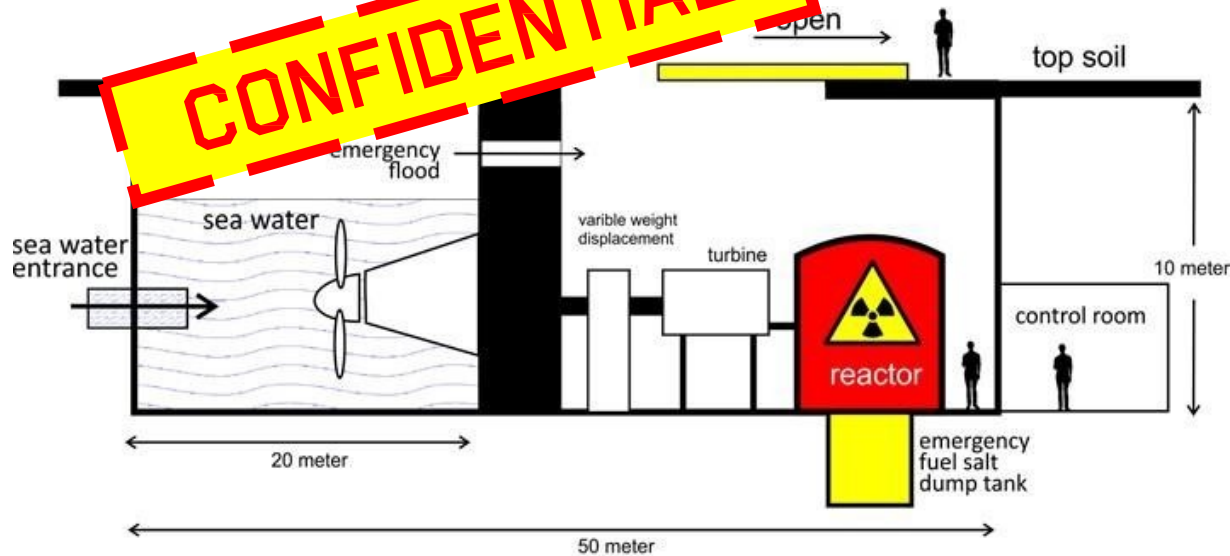 CONFIDENTIAL
open
top soil
emergency
flood
sea water
varible weight
displacement
sea water
entrance
turbine
10 meter
control room
reactor
emergency
fuel salt
dump tank
20 meter
50 meter